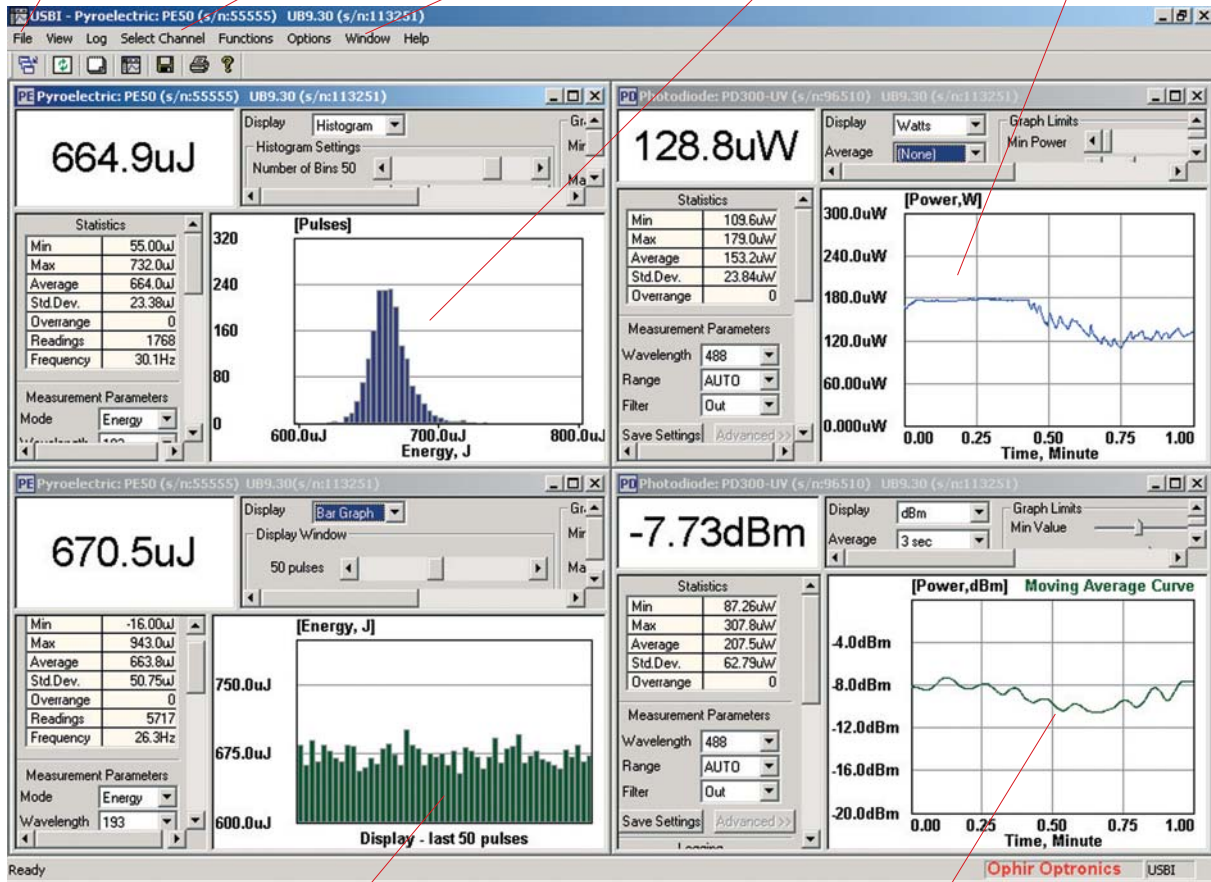 USBI - Pyroelectric: PE50 (s/n:55555) UB9.30 (s/n:113251)
File View Log Select Channel Functions Options Window Help
PE Pyroelectric: PE50 (s/n:55555) UB9.30 (s/n:113251)
664.9uJ
Display Histogram
Histogram Settings
Number of Bins 50
Gr.
Mir
Ma
Statistics
Min 55.00uJ
Max 732.0uJ
Average 664.0uJ
Std.Dev. 23.38uJ
Overrange 0
Readings 1768
Frequency 30.1Hz
Measurement Parameters
Mode Energy
[Pulses]
320
240
160
80
0
600.0uJ 700.0uJ 800.0uJ
Energy, J
PD Photodiode: PD300-UV (s/n:96510) UB9.30 (s/n:113251)
128.8uW
Display Watts
Average (None)
Graph Limits
Min Power
Statistics
Min 109.6uW
Max 179.0uW
Average 153.2uW
Std.Dev. 23.84uW
Overrange 0
Measurement Parameters
Wavelength 488
Range AUTO
Filter Out
Save Settings Advanced >>
[Power,W]
300.0uW
240.0uW
180.0uW
120.0uW
60.00uW
0.000uW
0.00 0.25 0.50 0.75 1.00
Time, Minute
PE Pyroelectric: PE50 (s/n:55555) UB9.30(s/n:113251)
670.5uJ
Display Bar Graph
Display Window
50 pulses
Gr.
Mir
Ma
Min -16.00uJ
Max 943.0uJ
Average 663.8uJ
Std.Dev. 50.75uJ
Overrange 0
Readings 5717
Frequency 26.3Hz
Measurement Parameters
Mode Energy
Wavelength 193
[Energy, J]
750.0uJ
675.0uJ
600.0uJ
Display - last 50 pulses
PD Photodiode: PD300-UV (s/n:96510) UB9.30 (s/n:113251)
-7.73dBm
Display dBm
Average 3 sec
Graph Limits
Min Value
Statistics
Min 87.26uW
Max 307.8uW
Average 207.5uW
Std.Dev. 62.79uW
Overrange 0
Measurement Parameters
Wavelength 488
Range AUTO
Filter Out
Save Settings Advanced >>
[Power,dBm] Moving Average Curve
-4.0dBm
-8.0dBm
-12.0dBm
-16.0dBm
-20.0dBm
0.00 0.25 0.50 0.75 1.00
Time, Minute
Ready
Ophir Optronics USBI